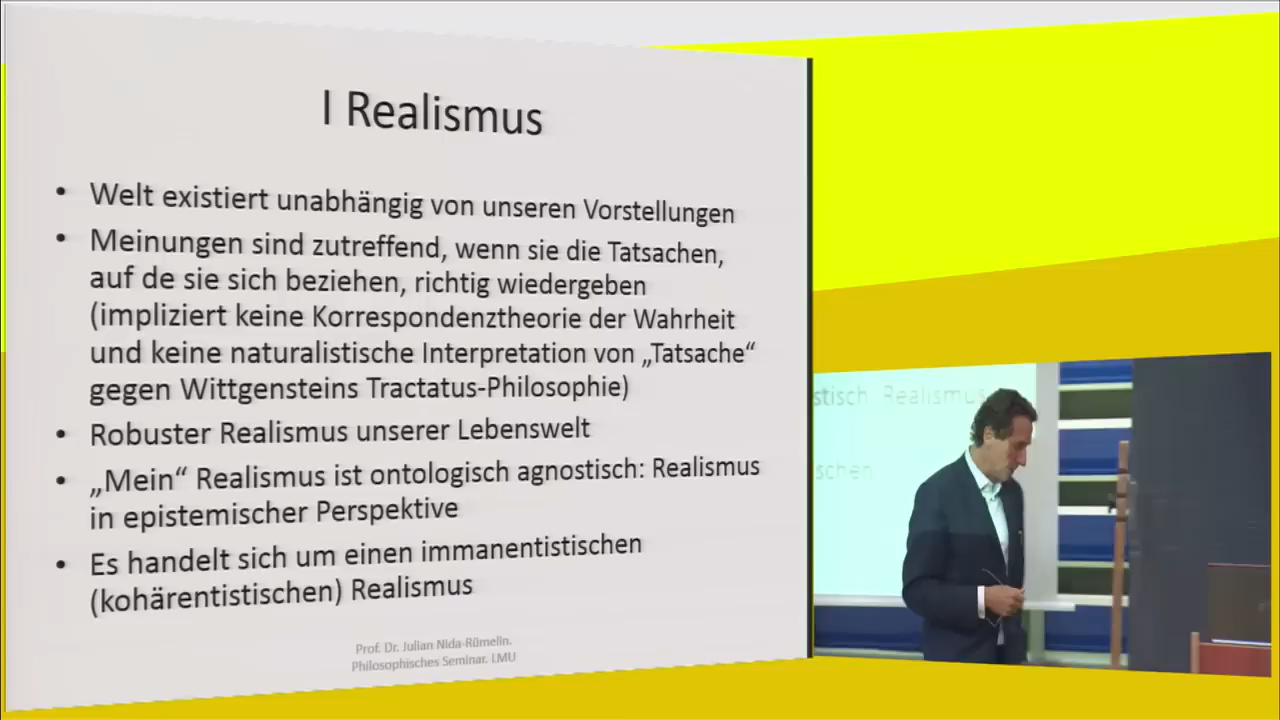 I Realismus
• Welt existiert unabhängig von unseren Vorstellungen
• Meinungen sind zutreffend, wenn sie die Tatsachen,
auf de sie sich beziehen, richtig wiedergeben
(impliziert keine Korrespondenztheorie der Wahrheit
und keine naturalistische Interpretation von „Tatsache“
gegen Wittgensteins Tractatus-Philosophie)
• Robuster Realismus unserer Lebenswelt
• „Mein“ Realismus ist ontologisch agnostisch: Realismus
in epistemischer Perspektive
• Es handelt sich um einen immanentistischen
(kohärentistischen) Realismus
Prof. Dr. Julian Nida-Rümelin.
Philosophisches Seminar. LMU
stisch: Realismus
schen